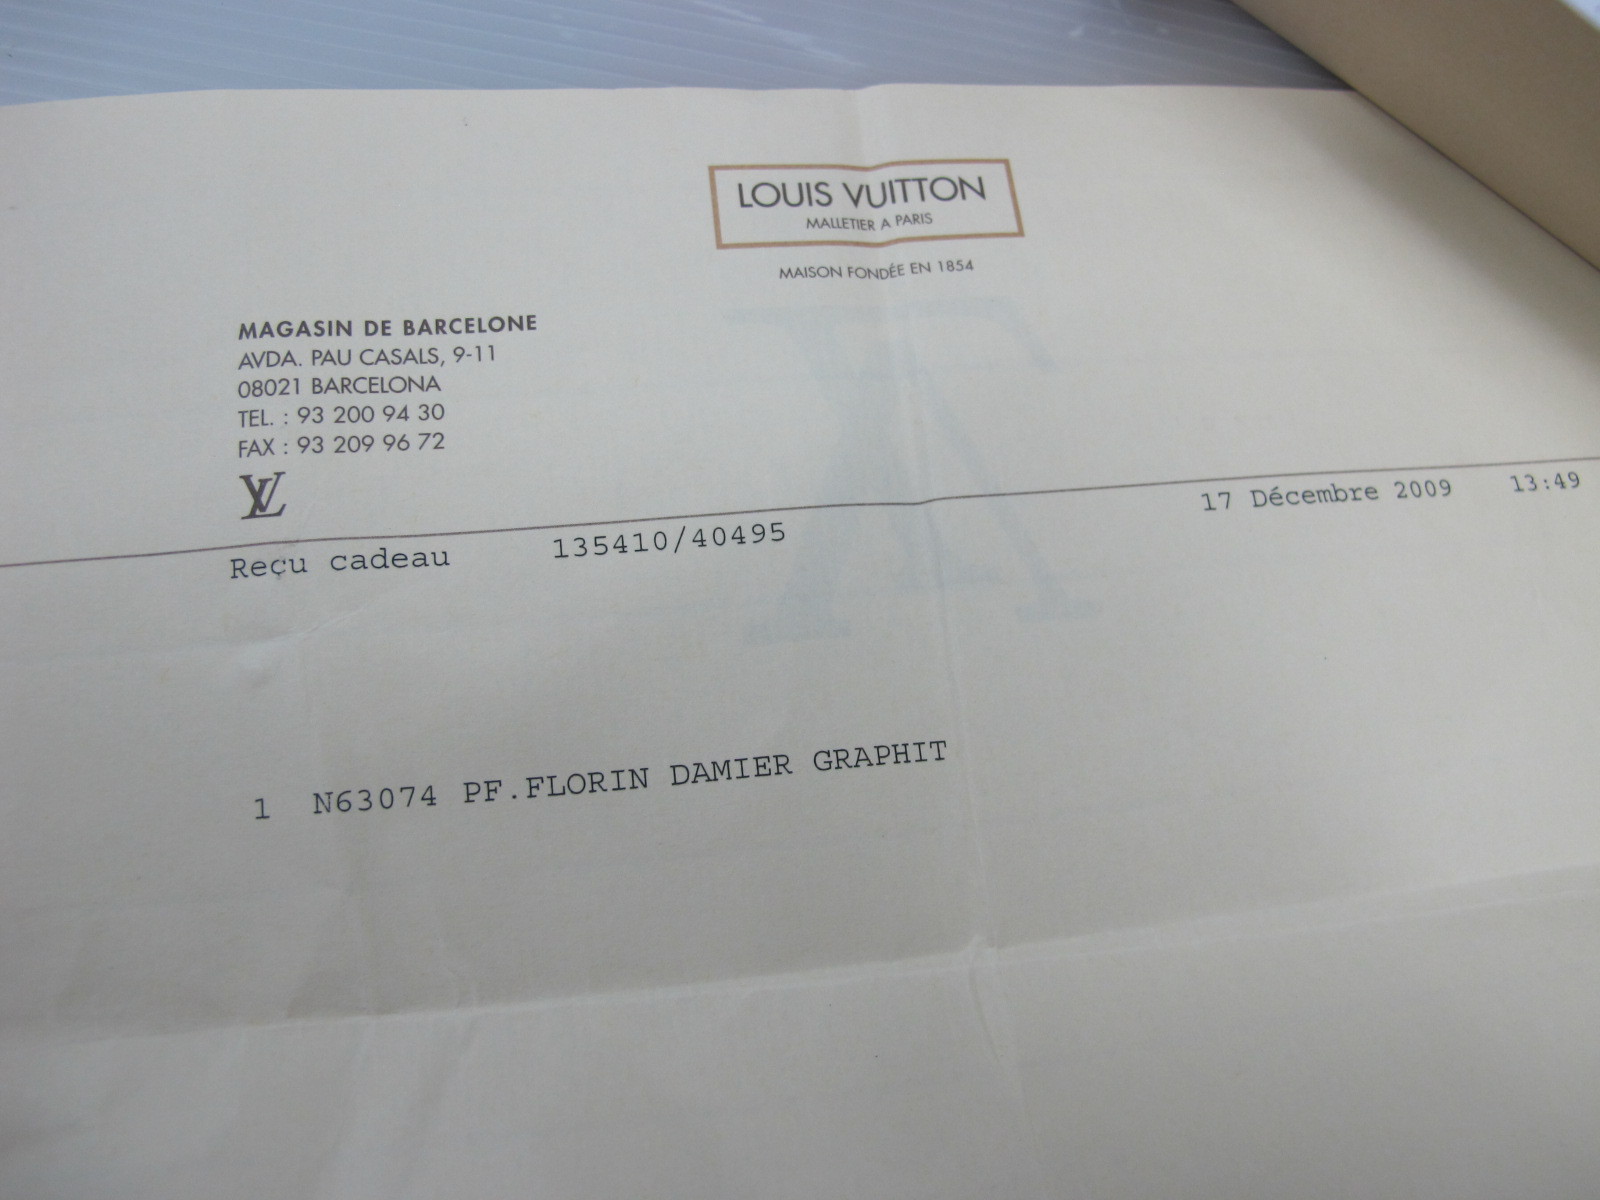 LOUIS VUITTON
MALLETIER A PARIS
MAISON FONDÉE EN 1854
MAGASIN DE BARCELONE
AVDA. PAU CASALS, 9-11
08021 BARCELONA
TEL. : 93 200 94 30
FAX : 93 209 96 72
LV
17 Décembre 2009 13:49
Reçu cadeau 135410/40495
1 N63074 PF.FLORIN DAMIER GRAPHIT